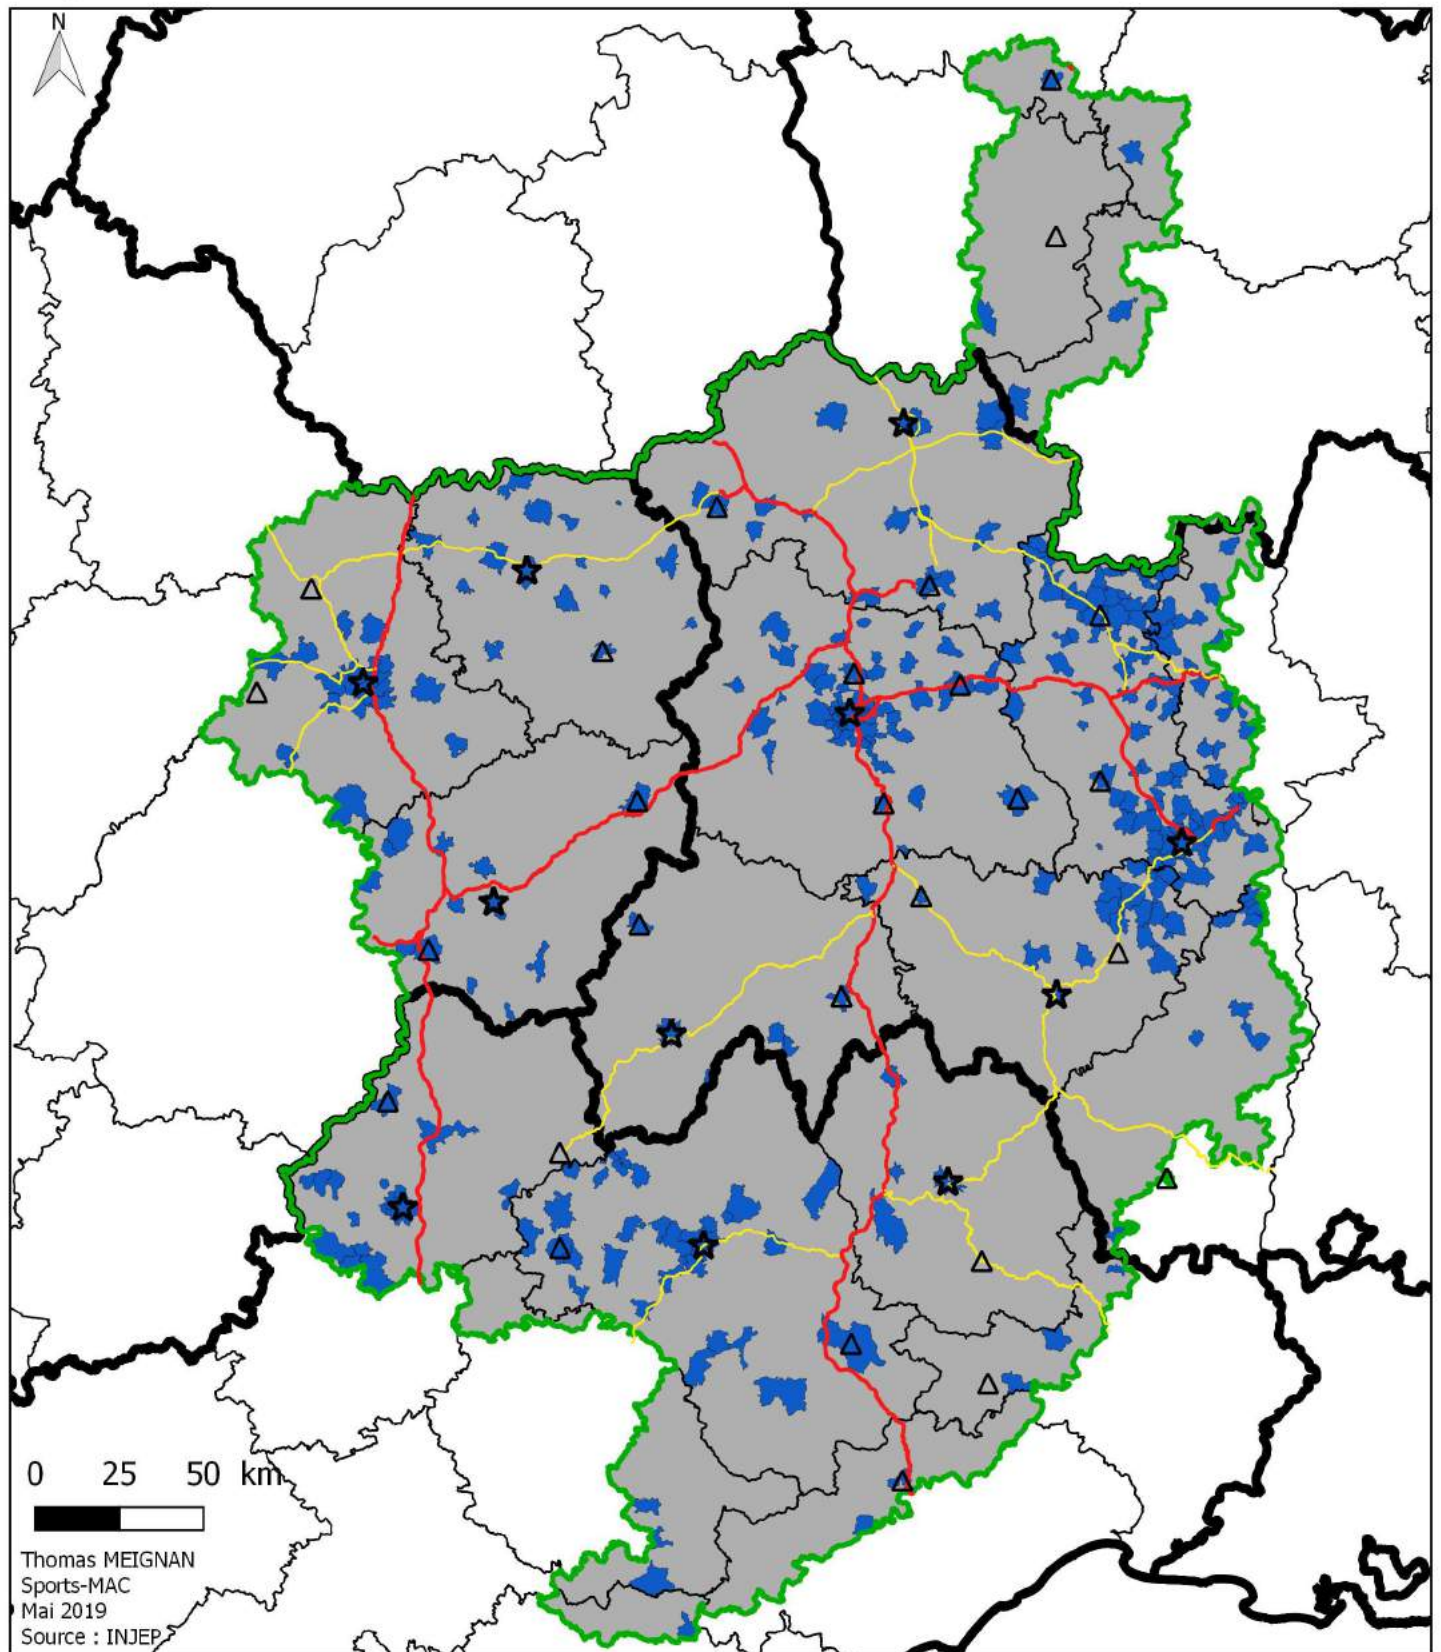 N
0 25 50 km
Thomas MEIGNAN
Sports-MAC
Mai 2019
Source : INJEP